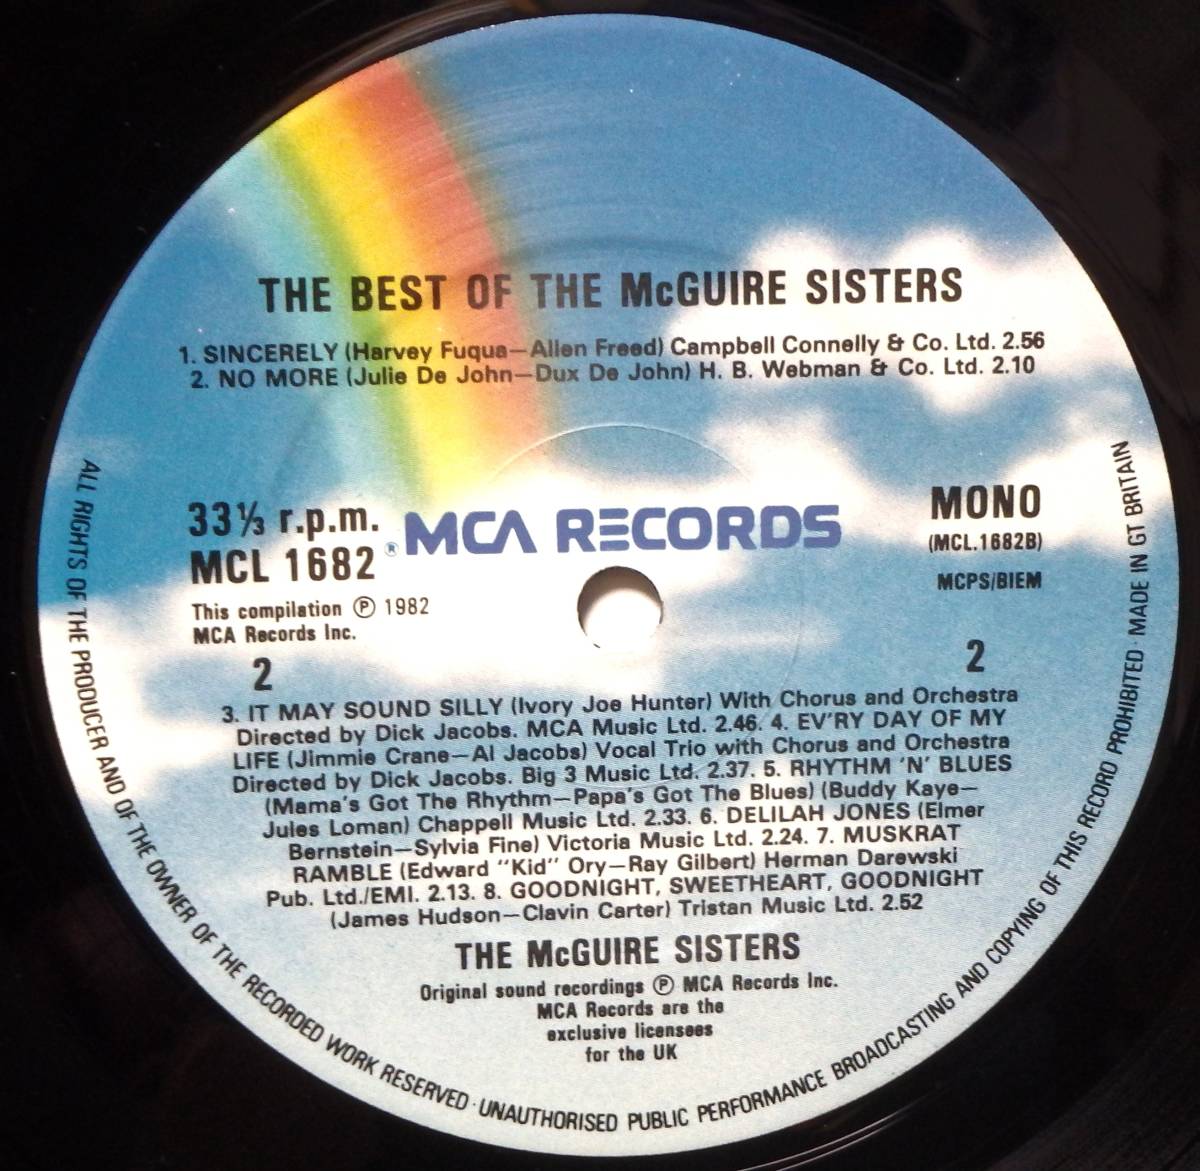 THE BEST OF THE McGUIRE SISTERS
1. SINCERELY (Harvey Fuqua—Allen Freed) Campbell Connelly & Co. Ltd. 2.56
2. NO MORE (Julie De John—Dux De John) H. B. Webman & Co. Ltd. 2.10
33⅓ r.p.m.
MCL 1682
This compilation ℗ 1982
MCA Records Inc.
2
® MCA RECORDS
MONO
(MCL.1682B)
MCPS/BIEM
2
3. IT MAY SOUND SILLY (Ivory Joe Hunter) With Chorus and Orchestra
Directed by Dick Jacobs. MCA Music Ltd. 2.46. 4. EV'RY DAY OF MY
LIFE (Jimmie Crane—Al Jacobs) Vocal Trio with Chorus and Orchestra
Directed by Dick Jacobs. Big 3 Music Ltd. 2.37. 5. RHYTHM 'N' BLUES
(Mama's Got The Rhythm—Papa's Got The Blues) (Buddy Kaye—
Jules Loman) Chappell Music Ltd. 2.33. 6. DELILAH JONES (Elmer
Bernstein—Sylvia Fine) Victoria Music Ltd. 2.24. 7. MUSKRAT
RAMBLE (Edward "Kid" Ory—Ray Gilbert) Herman Darewski
Pub. Ltd./EMI. 2.13. 8. GOODNIGHT, SWEETHEART, GOODNIGHT
(James Hudson—Clavin Carter) Tristan Music Ltd. 2.52
THE McGUIRE SISTERS
Original sound recordings ℗ MCA Records Inc.
MCA Records are the
exclusive licensees
for the UK
ALL RIGHTS OF THE PRODUCER AND OF THE OWNER OF THE RECORDED WORK RESERVED · UNAUTHORISED PUBLIC PERFORMANCE BROADCASTING AND COPYING OF THIS RECORD PROHIBITED · MADE IN GT BRITAIN